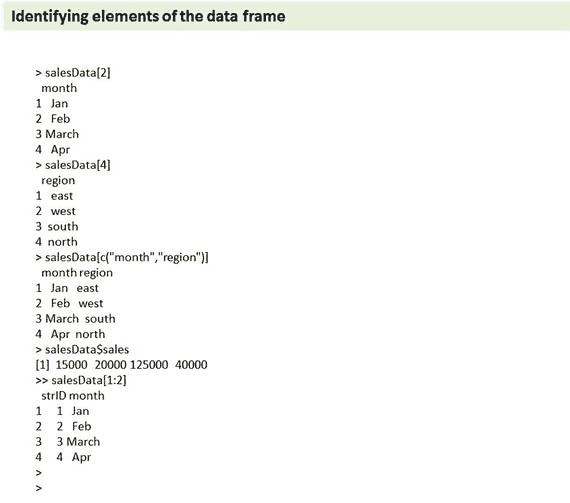 Identifying elements of the data frame
> salesData[2]
month
1 Jan
2 Feb
3 March
4 Apr
> salesData[4]
region
1 east
2 west
3 south
4 north
> salesData[c("month","region")]
month region
1 Jan east
2 Feb west
3 March south
4 Apr north
> salesData$sales
[1] 15000 20000 125000 40000
>> salesData[1:2]
strID month
1 1 Jan
2 2 Feb
3 3 March
4 4 Apr
>
>